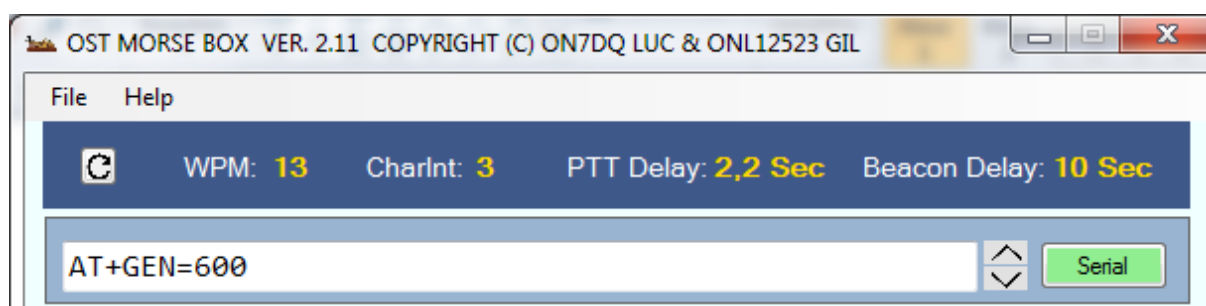 OST MORSE BOX VER. 2.11 COPYRIGHT (C) ON7DQ LUC & ONL12523 GIL
File Help
WPM: 13 CharInt: 3 PTT Delay: 2,2 Sec Beacon Delay: 10 Sec
AT+GEN=600 Serial